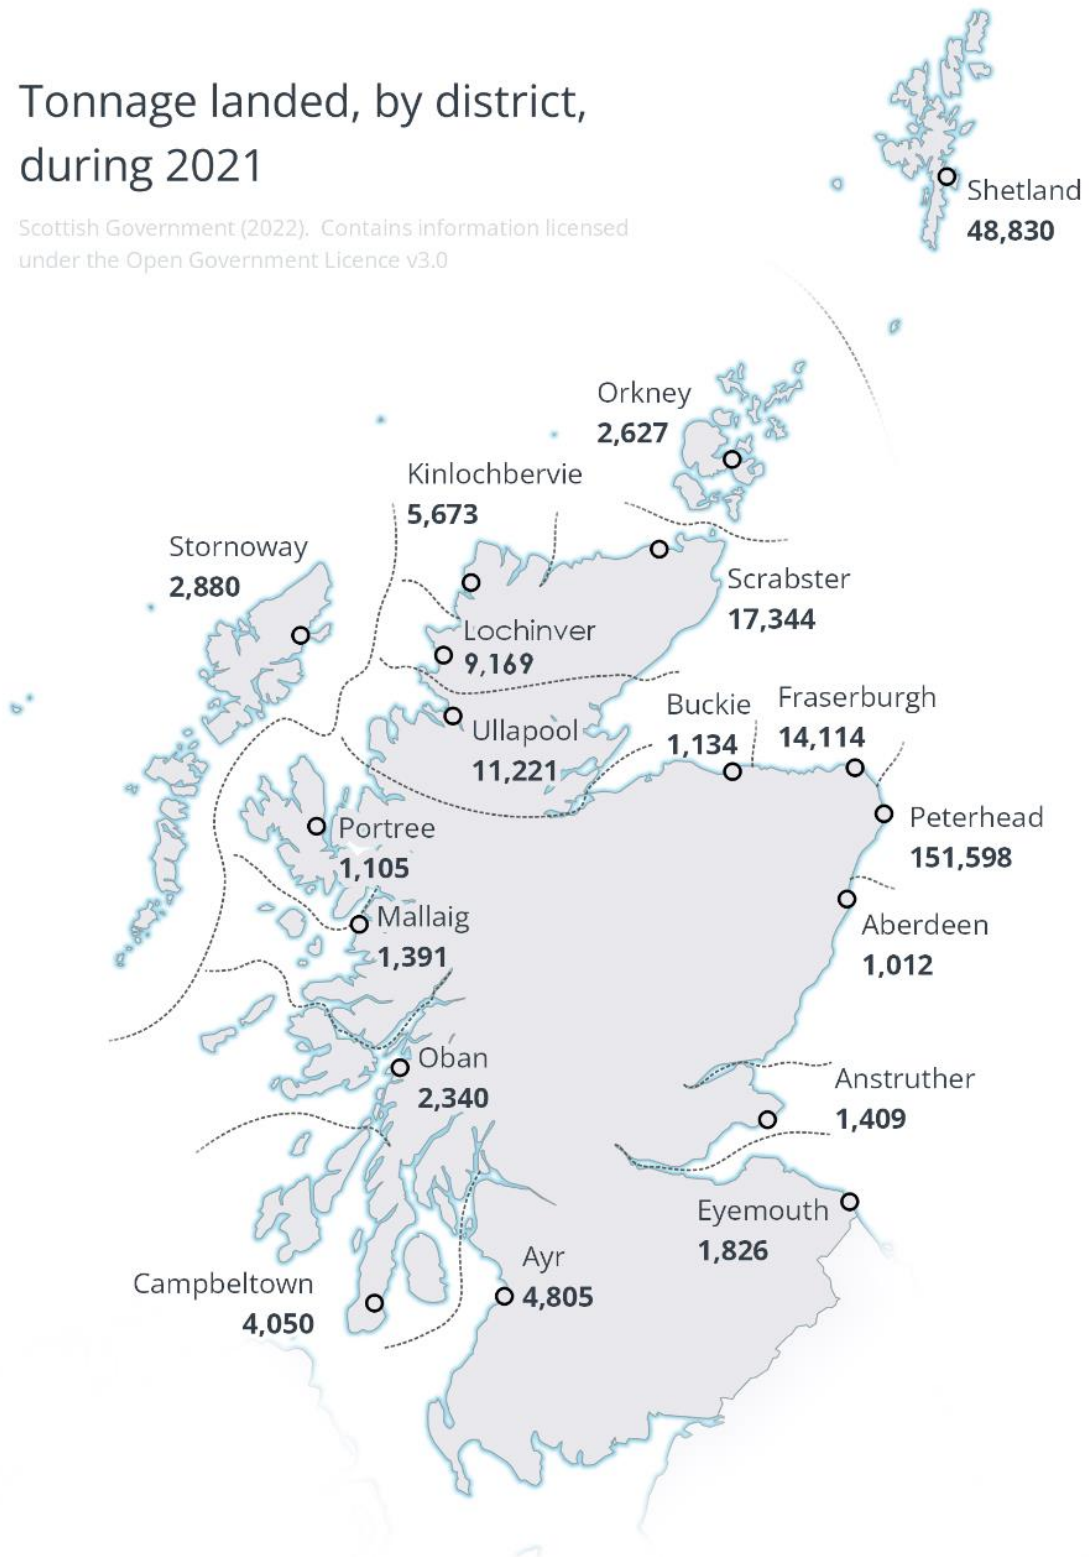 Tonnage landed, by district,
during 2021
Scottish Government (2022). Contains information licensed
under the Open Government Licence v3.0
Shetland
48,830
Orkney
2,627
Kinlochbervie
5,673
Stornoway
2,880
Scrabster
17,344
Lochinver
9,169
Ullapool
11,221
Buckie
1,134
Fraserburgh
14,114
Peterhead
151,598
Portree
1,105
Aberdeen
1,012
Mallaig
1,391
Oban
2,340
Anstruther
1,409
Eyemouth
1,826
Ayr
4,805
Campbeltown
4,050